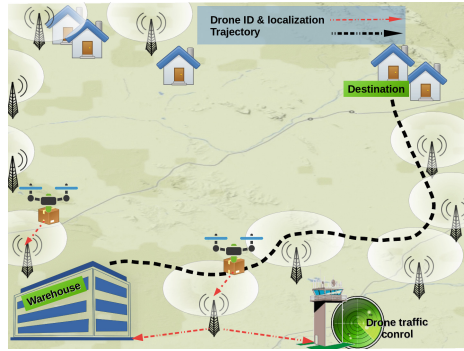 Drone ID & localization
Trajectory
Destination
Warehouse
Drone traffic
conrol